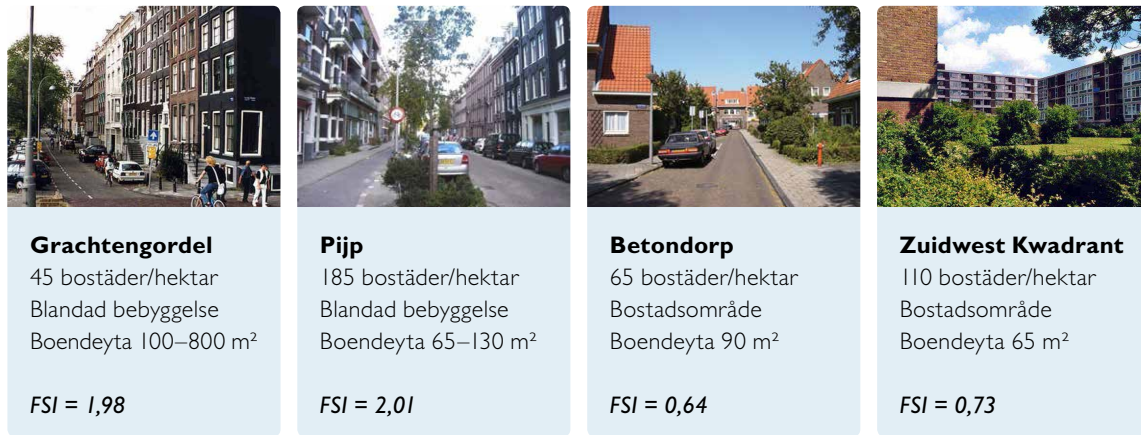 Grachtengordel
45 bostäder/hektar
Blandad bebyggelse
Boendeyta 100–800 m²
FSI = 1,98
Pijp
185 bostäder/hektar
Blandad bebyggelse
Boendeyta 65–130 m²
FSI = 2,01
Betondorp
65 bostäder/hektar
Bostadsområde
Boendeyta 90 m²
FSI = 0,64
Zuidwest Kwadrant
110 bostäder/hektar
Bostadsområde
Boendeyta 65 m²
FSI = 0,73